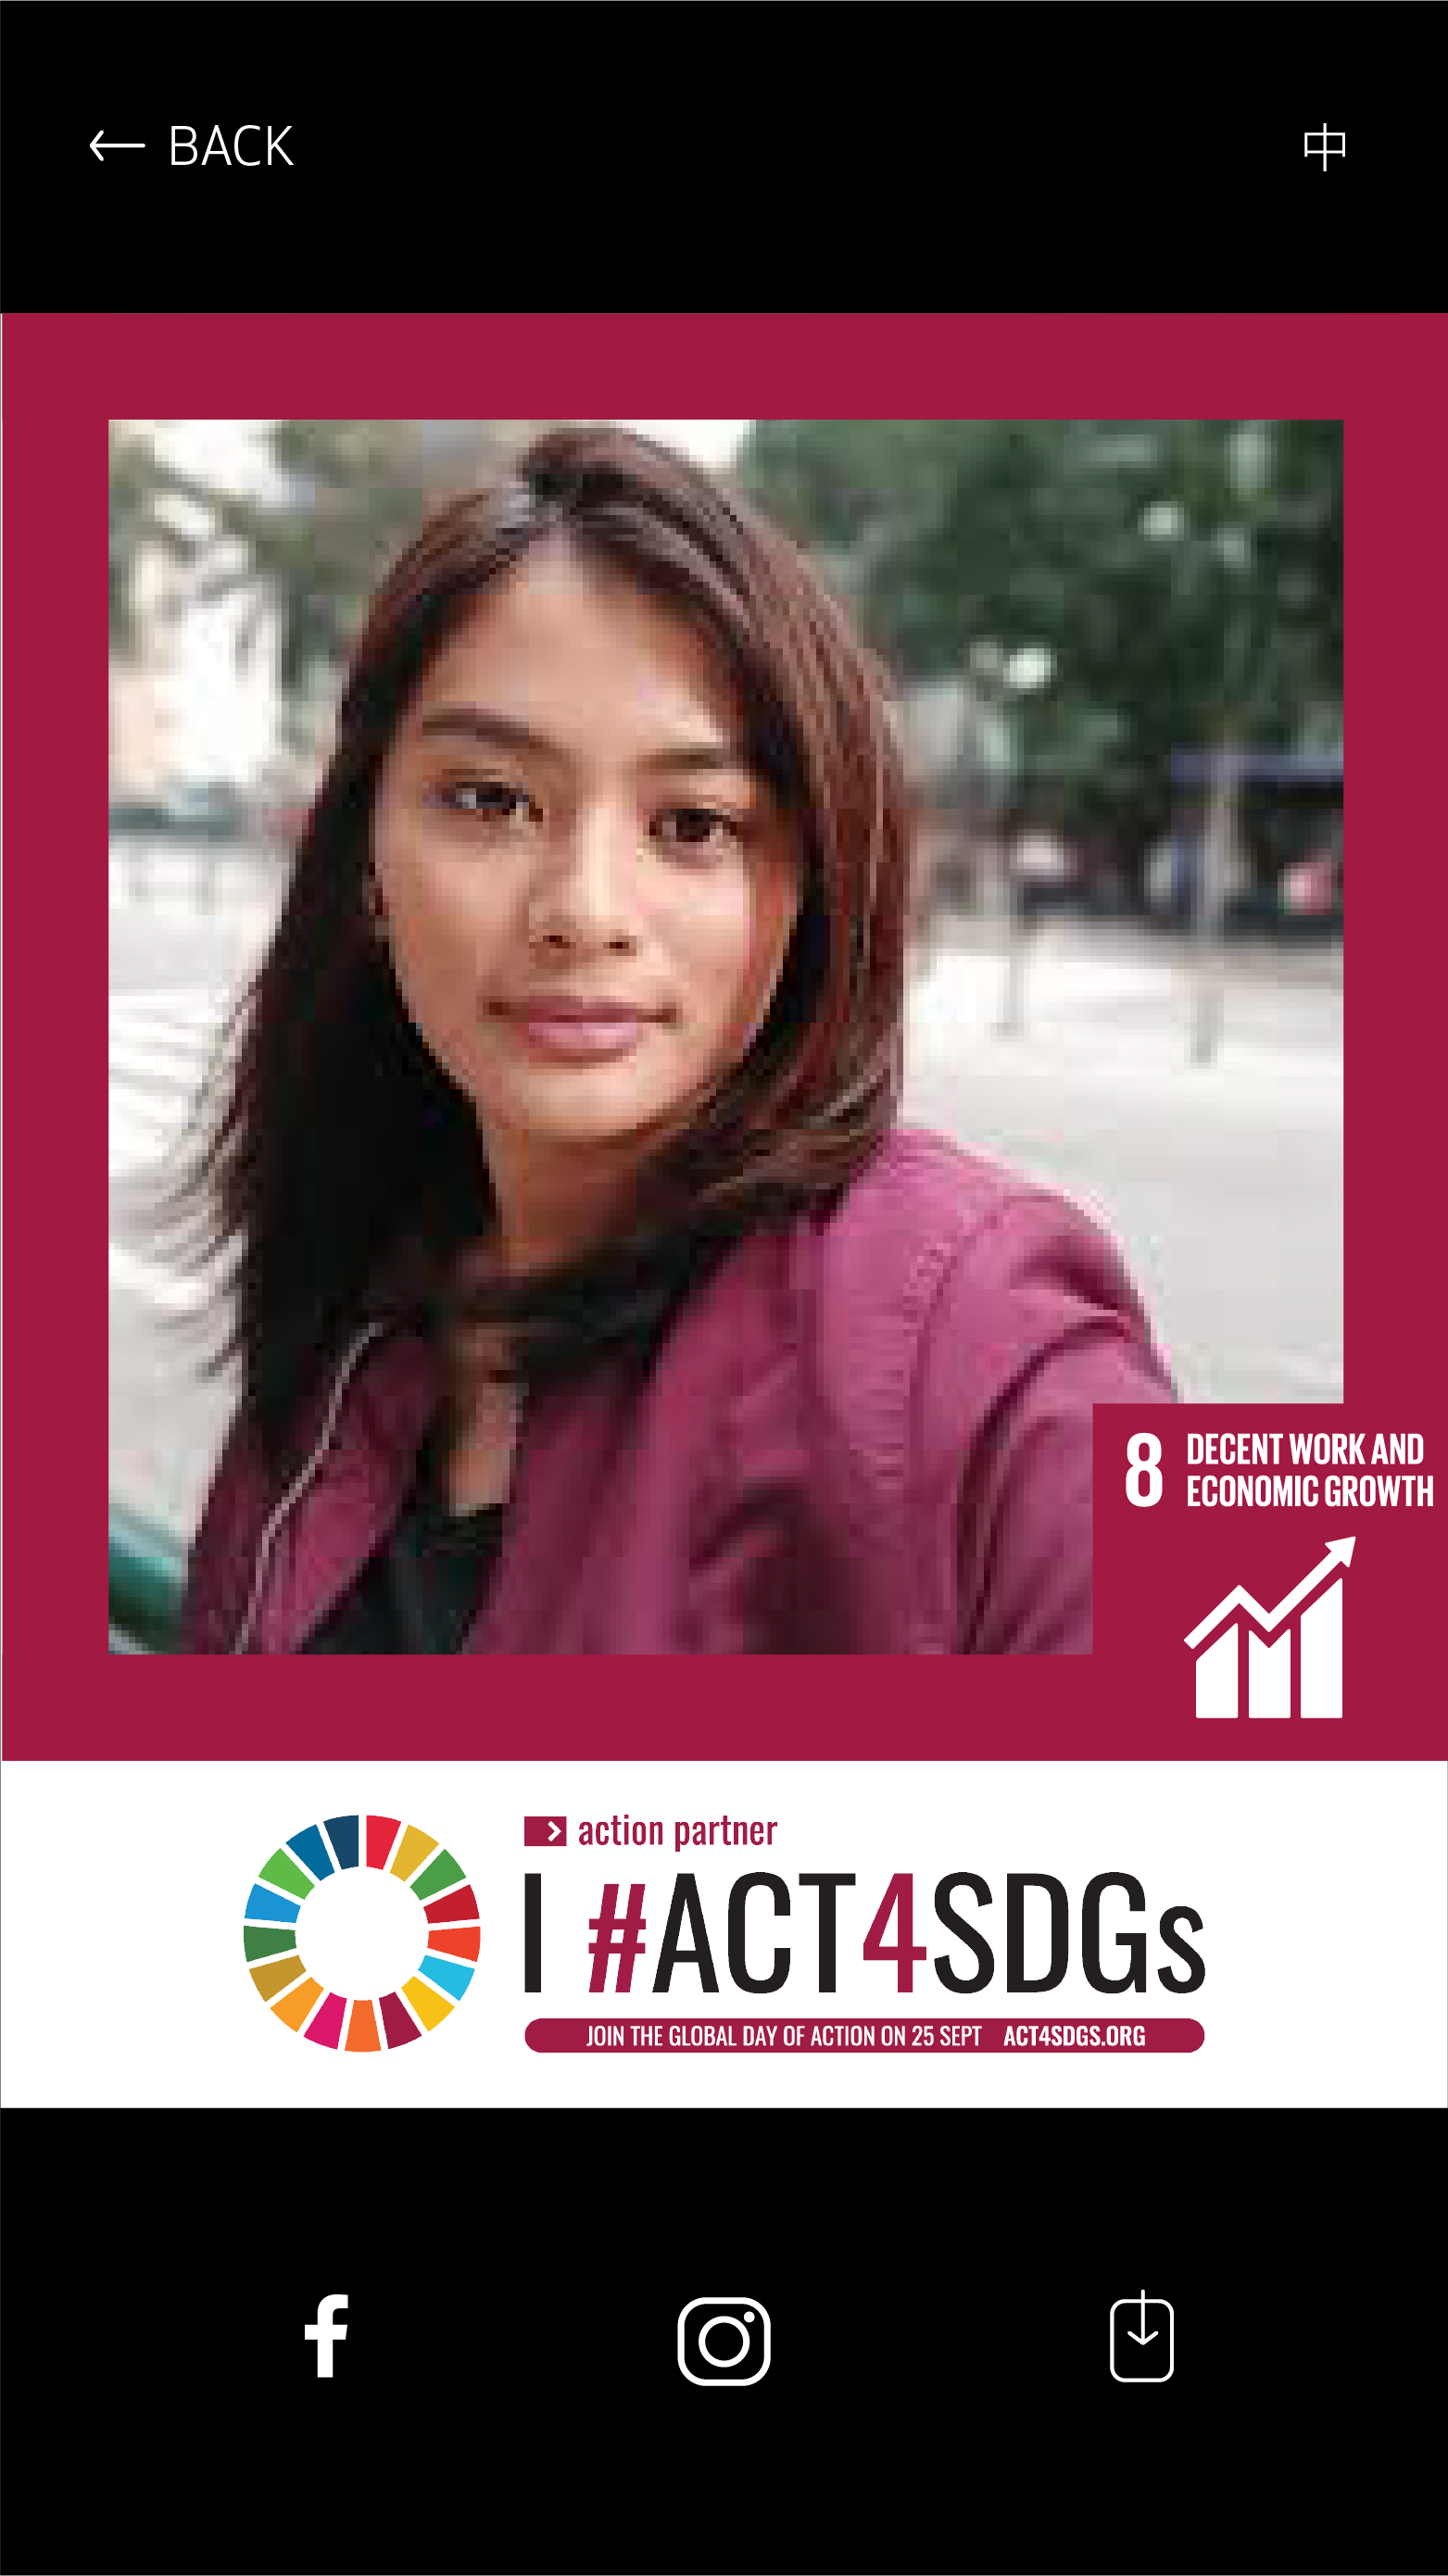 BACK
中
8 DECENT WORK AND
ECONOMIC GROWTH
action partner
I #ACT4SDGs
JOIN THE GLOBAL DAY OF ACTION ON 25 SEPT ACT4SDGS.ORG